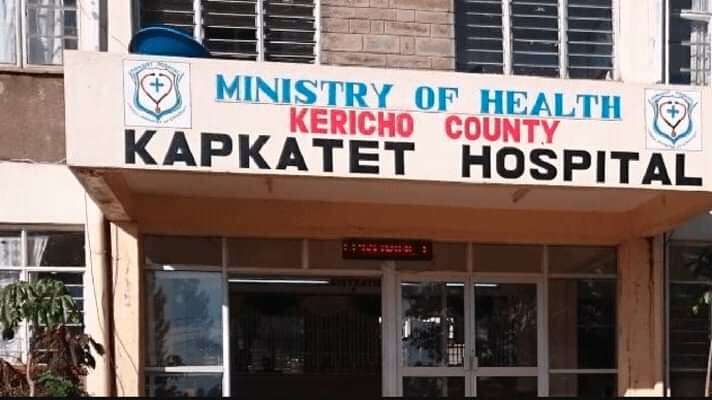 MINISTRY OF HEALTH
KERICHO COUNTY
KAPKATET HOSPITAL